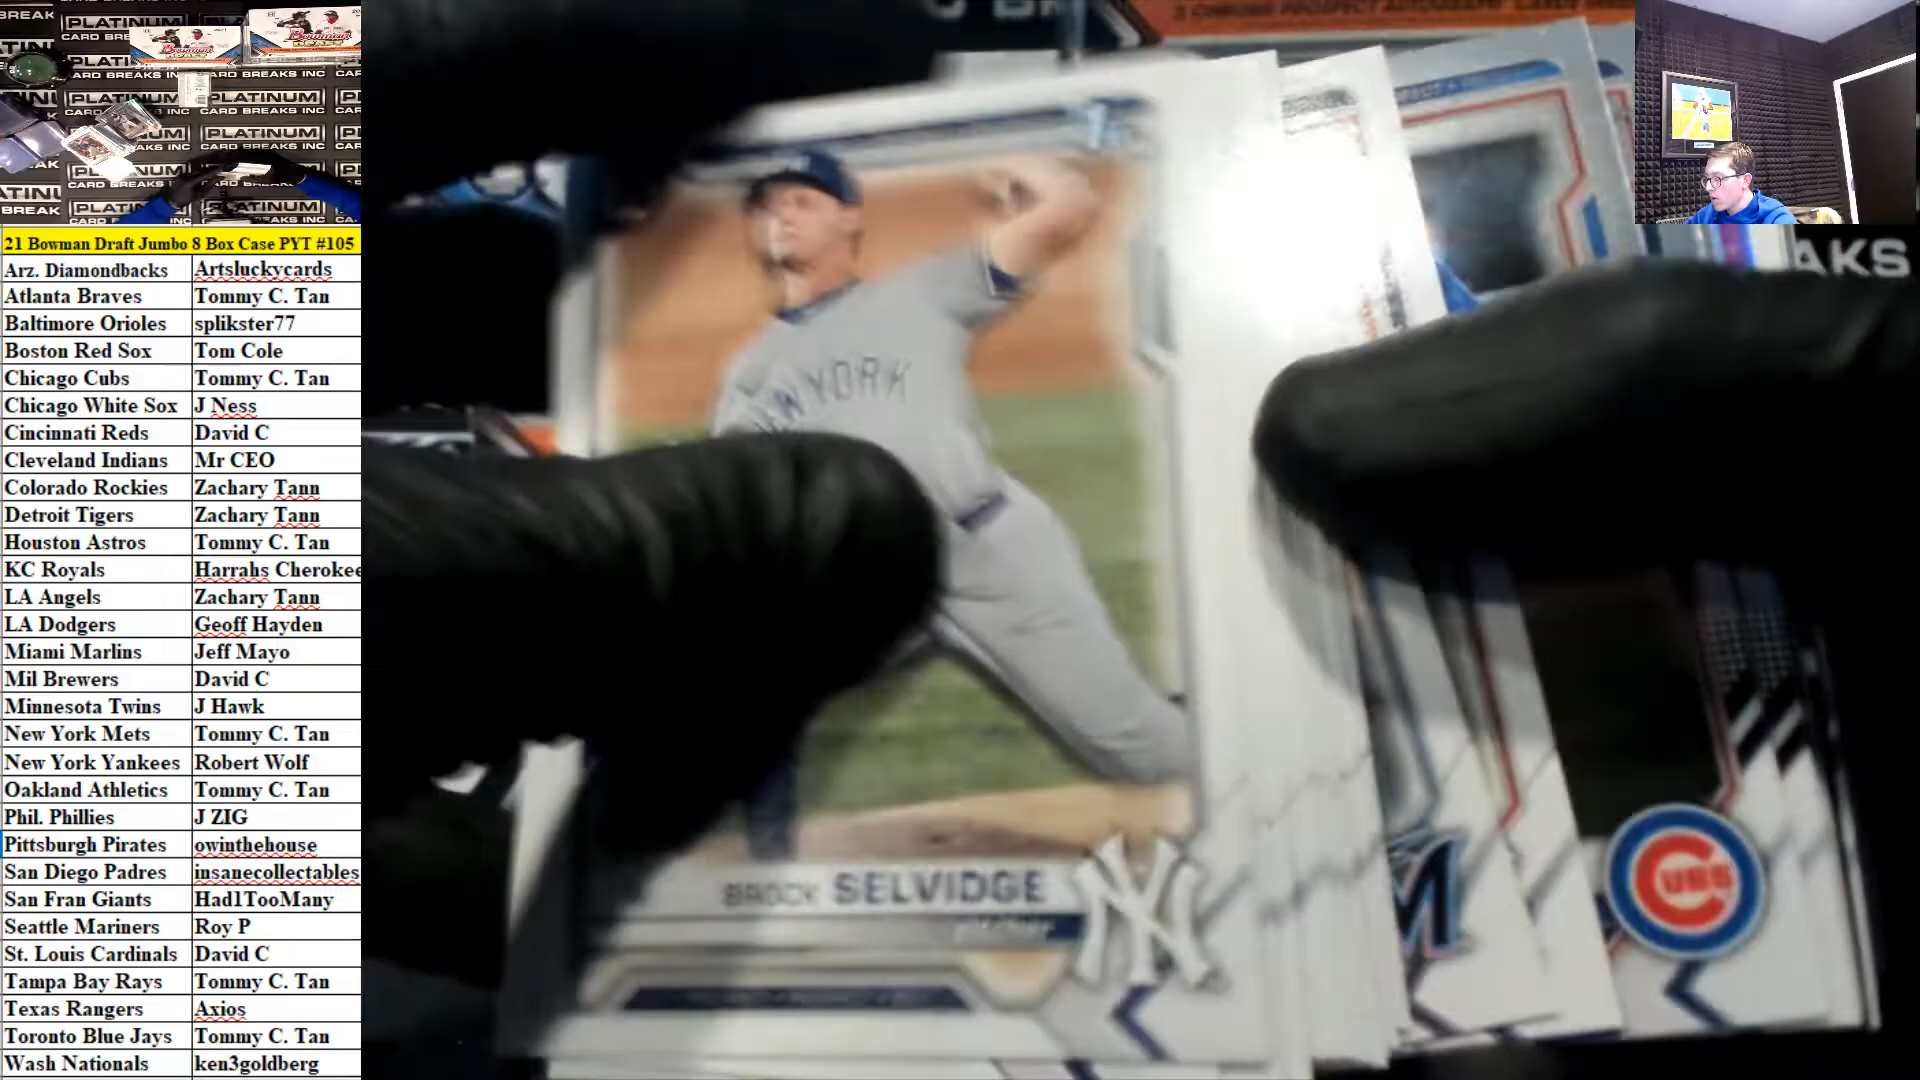 PLATINUM
CARD BREAKS INC
Bowman
21 Bowman Draft Jumbo 8 Box Case PYT #105
Arz. Diamondbacks Artsluckycards
Atlanta Braves Tommy C. Tan
Baltimore Orioles splikster77
Boston Red Sox Tom Cole
Chicago Cubs Tommy C. Tan
Chicago White Sox J Ness
Cincinnati Reds David C
Cleveland Indians Mr CEO
Colorado Rockies Zachary Tann
Detroit Tigers Zachary Tann
Houston Astros Tommy C. Tan
KC Royals Harrahs Cherokee
LA Angels Zachary Tann
LA Dodgers Geoff Hayden
Miami Marlins Jeff Mayo
Mil Brewers David C
Minnesota Twins J Hawk
New York Mets Tommy C. Tan
New York Yankees Robert Wolf
Oakland Athletics Tommy C. Tan
Phil. Phillies J ZIG
Pittsburgh Pirates owinthehouse
San Diego Padres insanecollectables
San Fran Giants Had1TooMany
Seattle Mariners Roy P
St. Louis Cardinals David C
Tampa Bay Rays Tommy C. Tan
Texas Rangers Axios
Toronto Blue Jays Tommy C. Tan
Wash Nationals ken3goldberg
NEW YORK
BROCK SELVIDGE
NY
M
CUBS
AKS